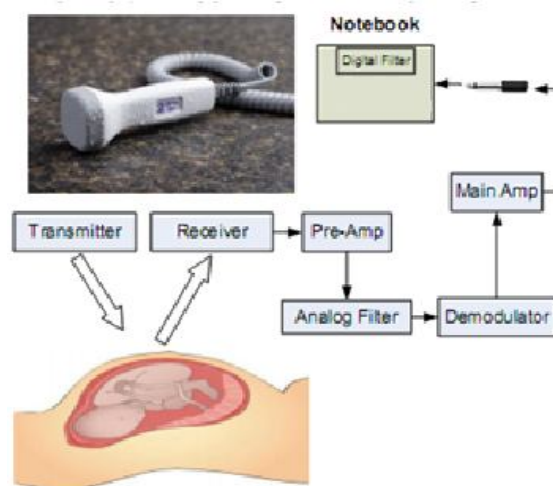 Notebook
Digital Filter
Main Amp
Transmitter
Receiver
Pre-Amp
Analog Filter
Demodulator